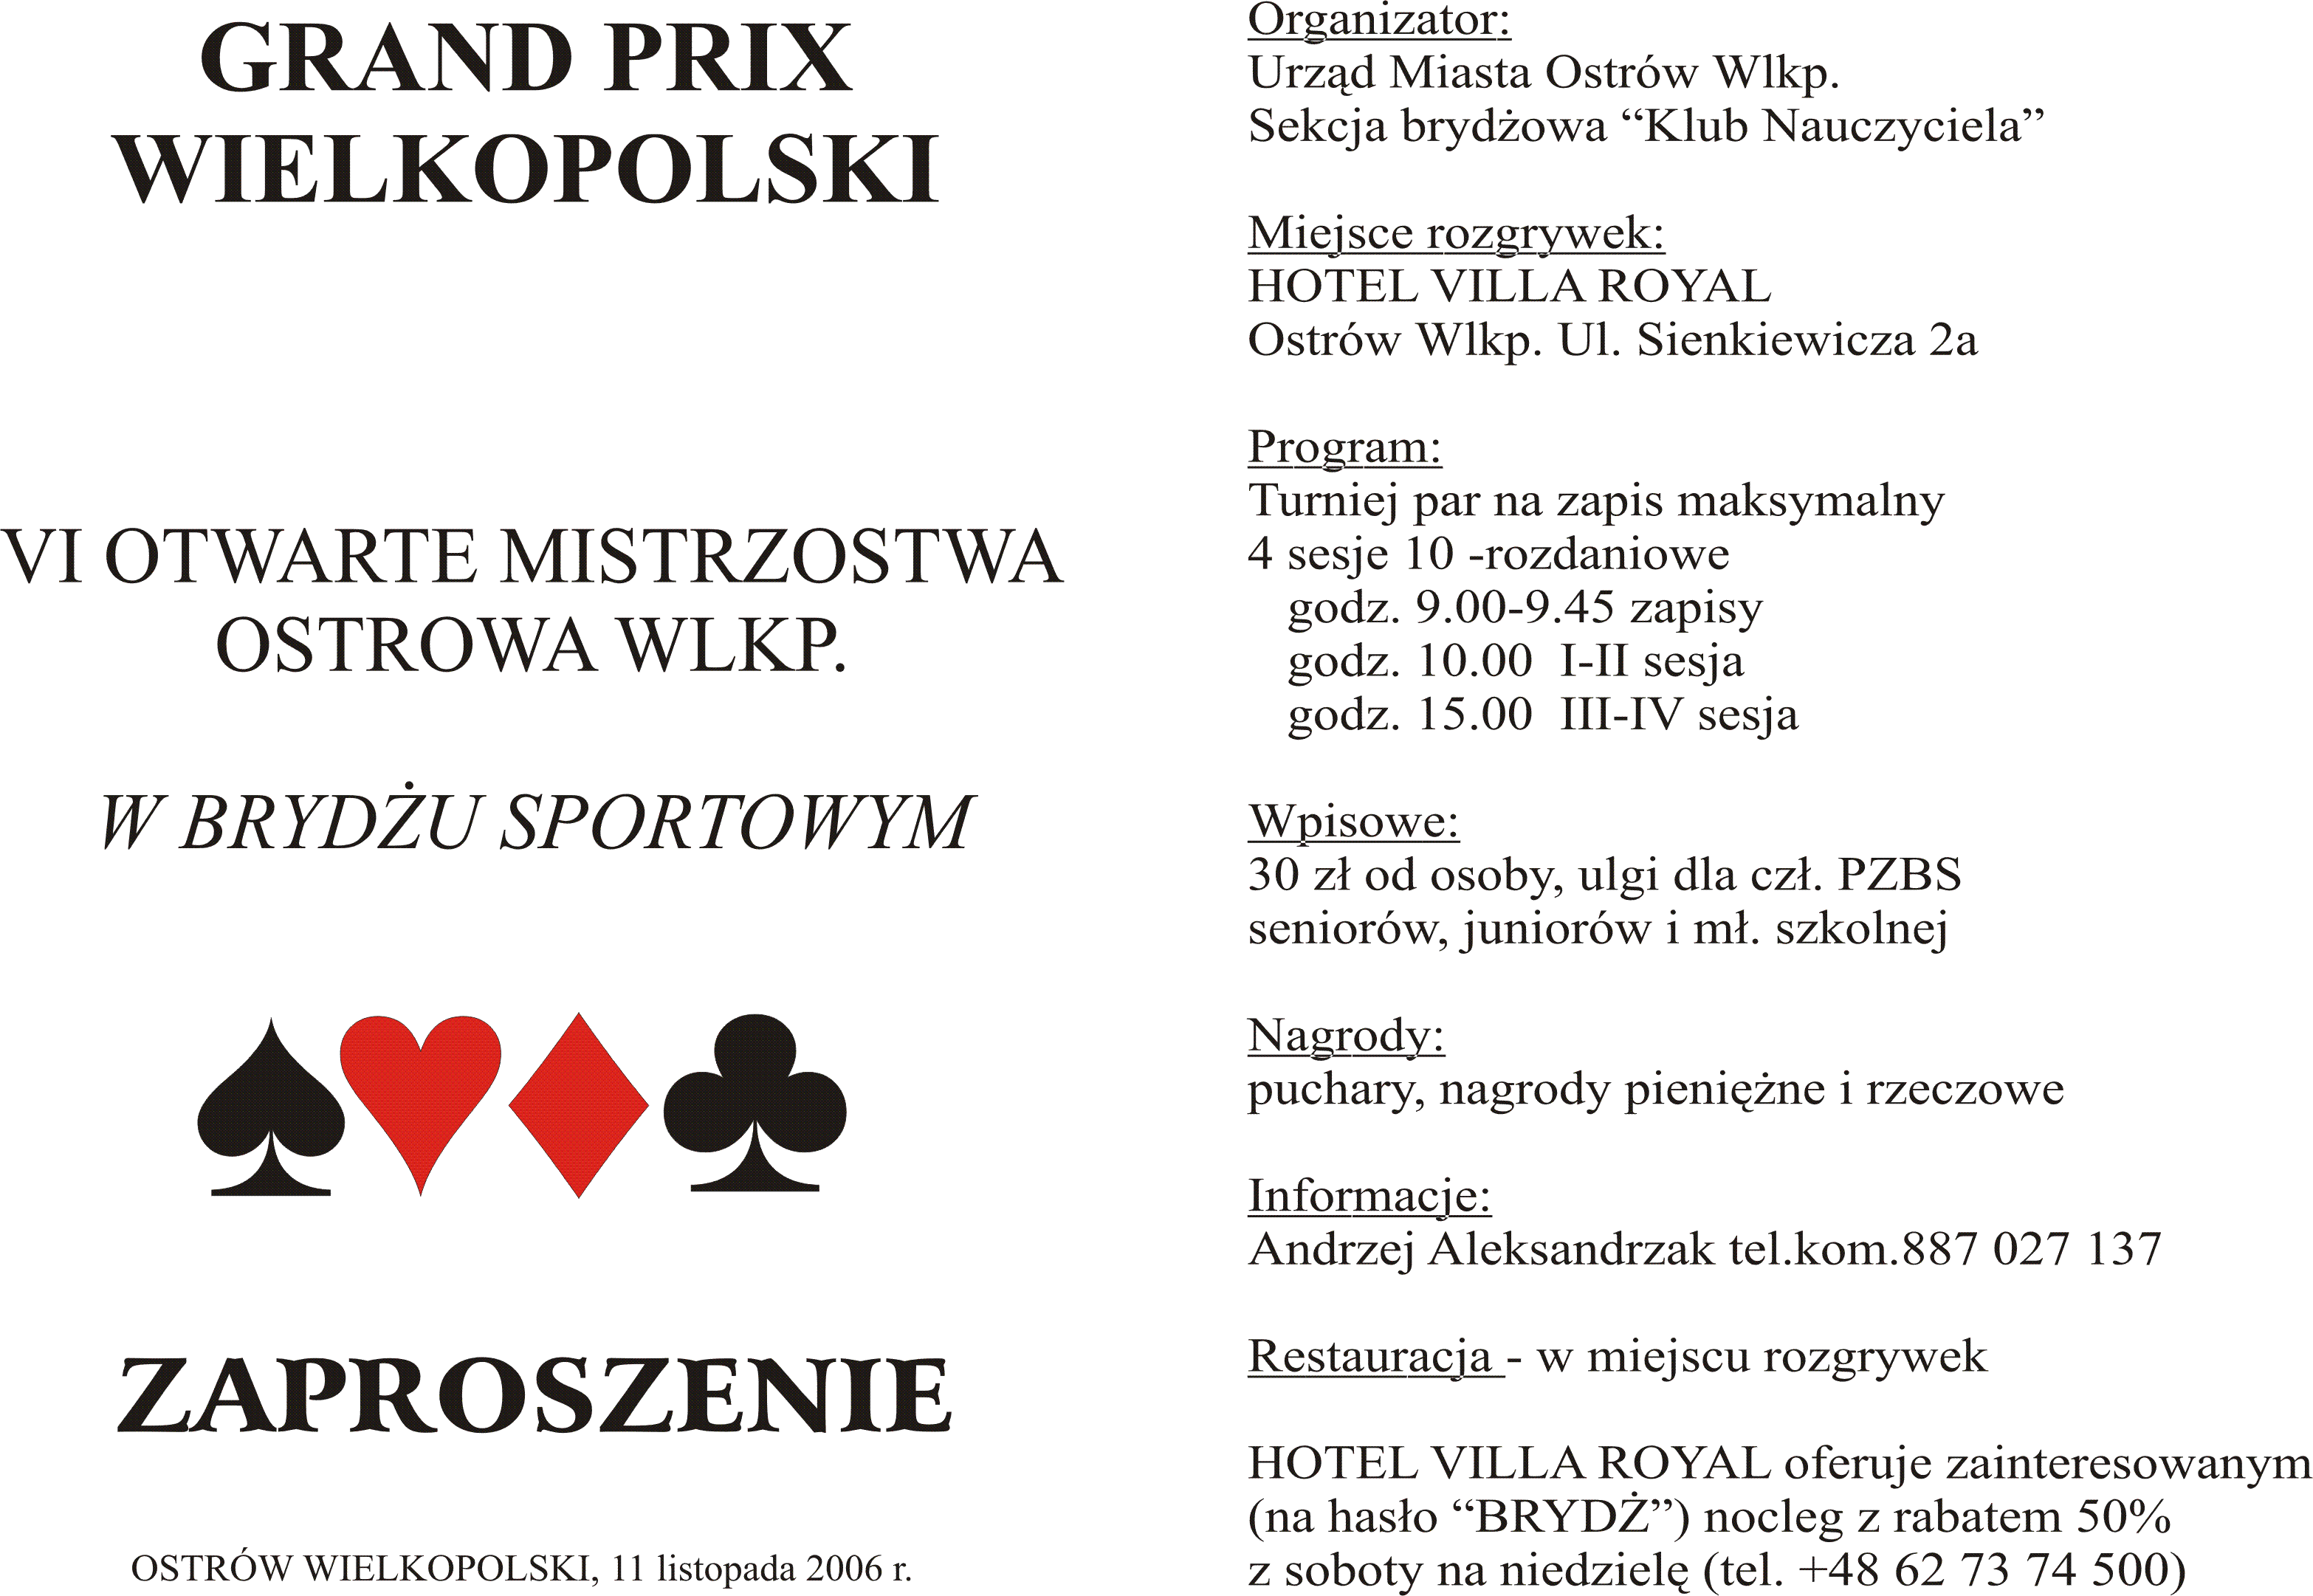 GRAND PRIX
WIELKOPOLSKI
VI OTWARTE MISTRZOSTWA
OSTROWA WLKP.
W BRYDŻU SPORTOWYM
ZAPROSZENIE
OSTRÓW WIELKOPOLSKI, 11 listopada 2006 r.
Organizator:
Urząd Miasta Ostrów Wlkp.
Sekcja brydżowa “Klub Nauczyciela”
Miejsce rozgrywek:
HOTEL VILLA ROYAL
Ostrów Wlkp. Ul. Sienkiewicza 2a
Program:
Turniej par na zapis maksymalny
4 sesje 10 -rozdaniowe
godz. 9.00-9.45 zapisy
godz. 10.00 I-II sesja
godz. 15.00 III-IV sesja
Wpisowe:
30 zł od osoby, ulgi dla czł. PZBS
seniorów, juniorów i mł. szkolnej
Nagrody:
puchary, nagrody pieniężne i rzeczowe
Informacje:
Andrzej Aleksandrzak tel.kom.887 027 137
Restauracja - w miejscu rozgrywek
HOTEL VILLA ROYAL oferuje zainteresowanym
(na hasło “BRYDŻ”) nocleg z rabatem 50%
z soboty na niedzielę (tel. +48 62 73 74 500)